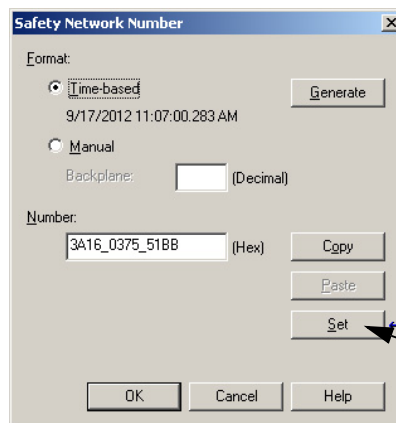 Safety Network Number
Format:
Time-based
Generate
9/17/2012 11:07:00.283 AM
Manual
Backplane:
(Decimal)
Number:
3A16_0375_51BB
(Hex)
Copy
Paste
Set
OK
Cancel
Help